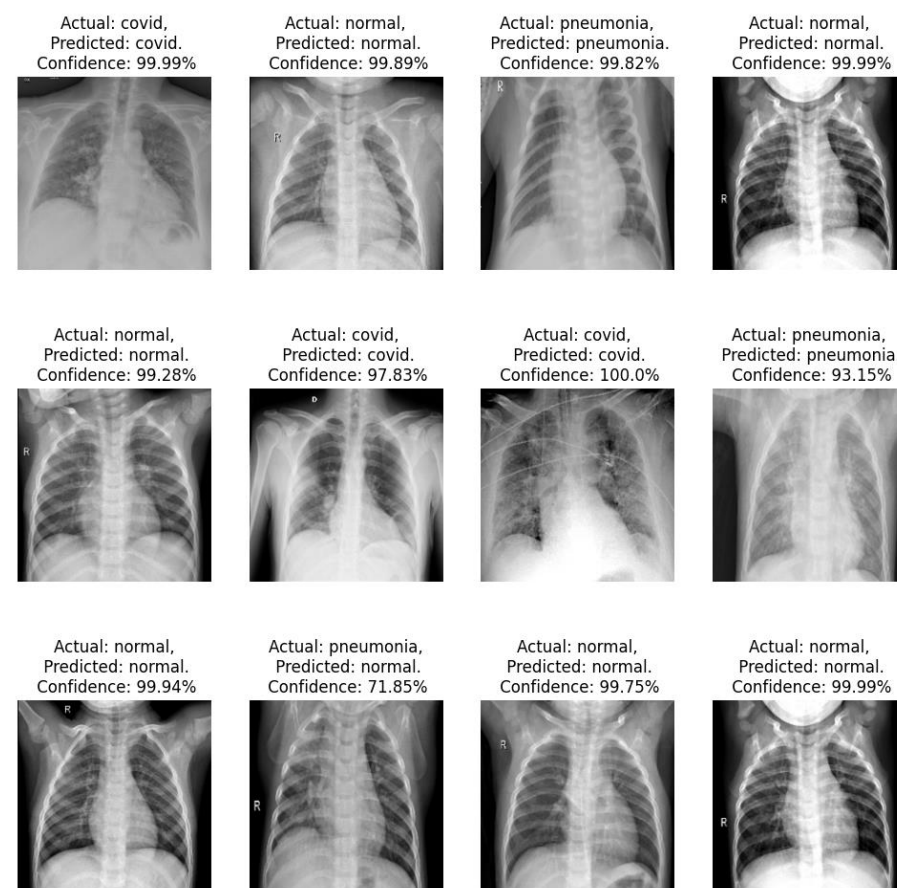 Actual: covid,
Predicted: covid.
Confidence: 99.99%
Actual: normal,
Predicted: normal.
Confidence: 99.89%
Actual: pneumonia,
Predicted: pneumonia.
Confidence: 99.82%
Actual: normal,
Predicted: normal.
Confidence: 99.99%
R
R
R
Actual: normal,
Predicted: normal.
Confidence: 99.28%
Actual: covid,
Predicted: covid.
Confidence: 97.83%
Actual: covid,
Predicted: covid.
Confidence: 100.0%
Actual: pneumonia,
Predicted: pneumonia
Confidence: 93.15%
R
D
Actual: normal,
Predicted: normal.
Confidence: 99.94%
Actual: pneumonia,
Predicted: normal.
Confidence: 71.85%
Actual: normal,
Predicted: normal.
Confidence: 99.75%
Actual: normal,
Predicted: normal.
Confidence: 99.99%
R
R
R
R